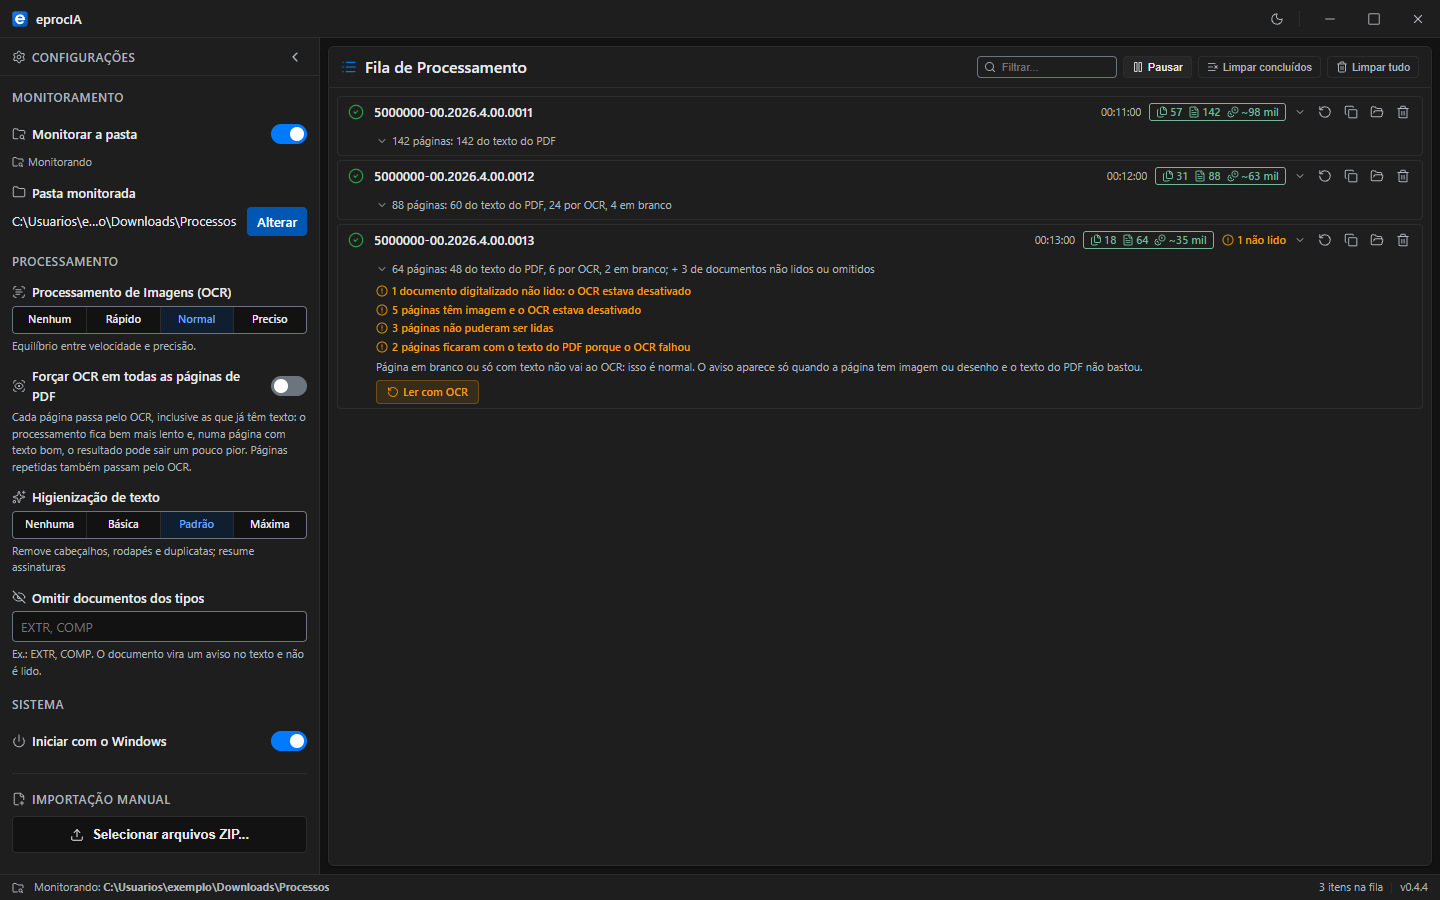 eprocIA
CONFIGURAÇÕES
MONITORAMENTO
Monitorar a pasta
Monitorando
Pasta monitorada
C:\Usuarios\e...o\Downloads\Processos
Alterar
PROCESSAMENTO
Processamento de Imagens (OCR)
Nenhum Rápido Normal Preciso
Equilíbrio entre velocidade e precisão.
Forçar OCR em todas as páginas de
PDF
Cada página passa pelo OCR, inclusive as que já têm texto: o
processamento fica bem mais lento e, numa página com
texto bom, o resultado pode sair um pouco pior. Páginas
repetidas também passam pelo OCR.
Higienização de texto
Nenhuma Básica Padrão Máxima
Remove cabeçalhos, rodapés e duplicatas; resume
assinaturas
Omitir documentos dos tipos
EXTR, COMP
Ex.: EXTR, COMP. O documento vira um aviso no texto e não
é lido.
SISTEMA
Iniciar com o Windows
IMPORTAÇÃO MANUAL
Selecionar arquivos ZIP...
Fila de Processamento
Filtrar...
Pausar
Limpar concluídos
Limpar tudo
5000000-00.2026.4.00.0011
00:11:00 57 142 ~98 mil
142 páginas: 142 do texto do PDF
5000000-00.2026.4.00.0012
00:12:00 31 88 ~63 mil
88 páginas: 60 do texto do PDF, 24 por OCR, 4 em branco
5000000-00.2026.4.00.0013
00:13:00 18 64 ~35 mil 1 não lido
64 páginas: 48 do texto do PDF, 6 por OCR, 2 em branco; + 3 de documentos não lidos ou omitidos
1 documento digitalizado não lido: o OCR estava desativado
5 páginas têm imagem e o OCR estava desativado
3 páginas não puderam ser lidas
2 páginas ficaram com o texto do PDF porque o OCR falhou
Página em branco ou só com texto não vai ao OCR: isso é normal. O aviso aparece só quando a página tem imagem ou desenho e o texto do PDF não bastou.
Ler com OCR
Monitorando: C:\Usuarios\exemplo\Downloads\Processos
3 itens na fila
v0.4.4